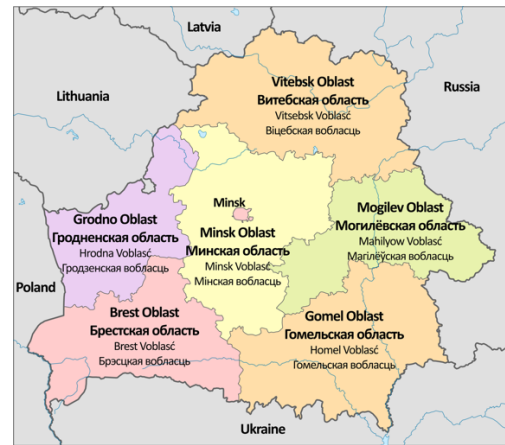 Latvia
Lithuania
Russia
Vitebsk Oblast
Витебская область
Vitsebsk Voblasć
Віцебская вобласць
Minsk
Minsk Oblast
Минская область
Minsk Voblasć
Мінская вобласць
Grodno Oblast
Гродненская область
Hrodna Voblasć
Гродзенская вобласць
Mogilev Oblast
Могилёвская область
Mahilyow Voblasć
Магілёўская вобласць
Poland
Brest Oblast
Брестская область
Brest Voblasć
Брэсцкая вобласць
Gomel Oblast
Гомельская область
Homel Voblasć
Гомельская вобласць
Ukraine